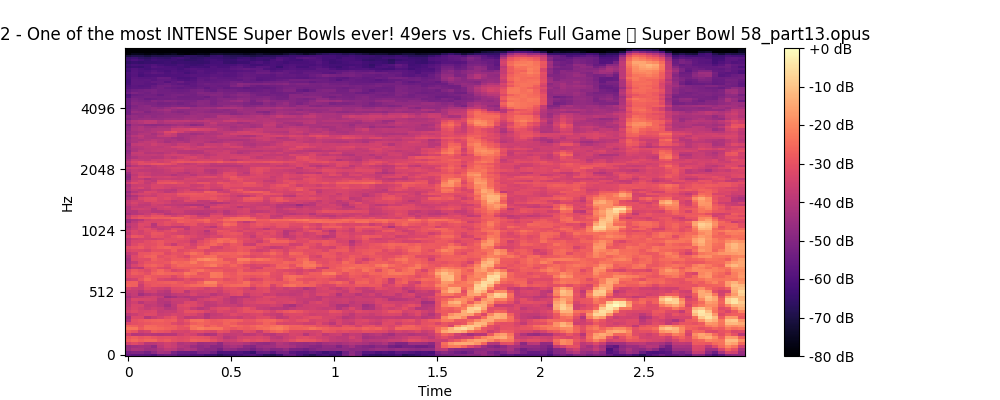 2 - One of the most INTENSE Super Bowls ever! 49ers vs. Chiefs Full Game  Super Bowl 58_part13.opus
+0 dB
-10 dB
-20 dB
-30 dB
-40 dB
-50 dB
-60 dB
-70 dB
-80 dB
4096
2048
1024
512
0
Hz
0
0.5
1
1.5
2
2.5
Time